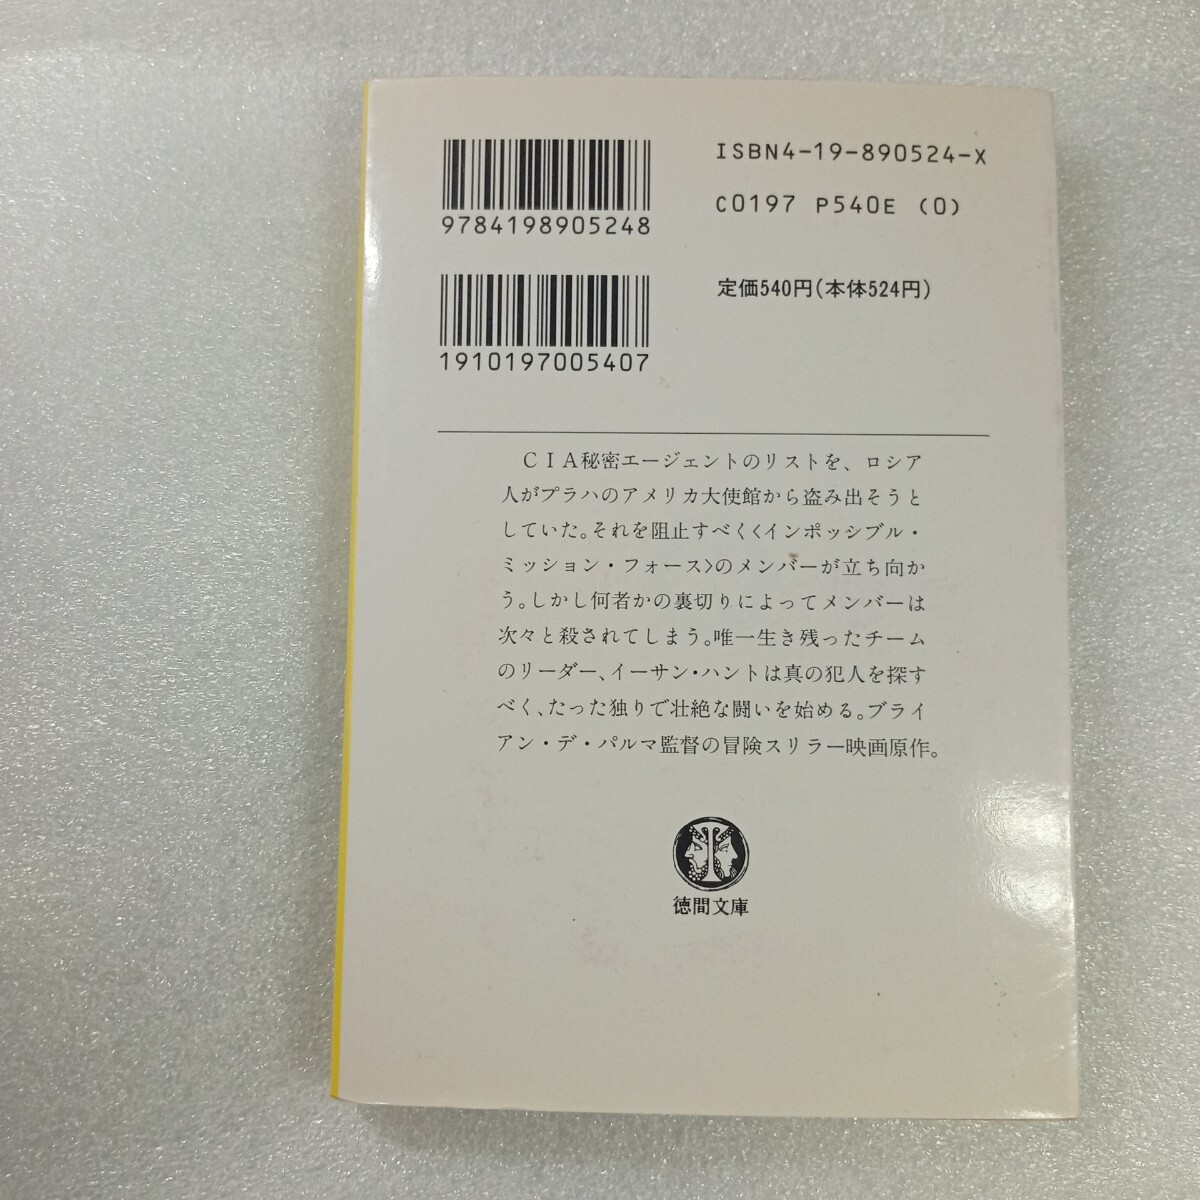 9784198905248
ISBN4-19-890524-X
C0197 P540E (0)
1910197005407
定価540円(本体524円)
CIA秘密エージェントのリストを、ロシア
人がプラハのアメリカ大使館から盗み出そうと
していた。それを阻止すべく〈インポッシブル・
ミッション・フォース〉のメンバーが立ち向か
う。しかし何者かの裏切りによってメンバーは
次々と殺されてしまう。唯一生き残ったチーム
のリーダー、イーサン・ハントは真の犯人を探す
べく、たった独りで壮絶な闘いを始める。ブライ
アン・デ・パルマ監督の冒険スリラー映画原作。
徳間文庫